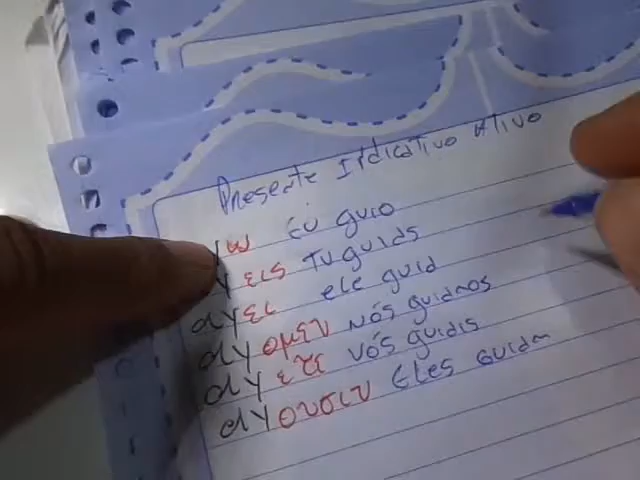 Presente Indicativo Ativo
γω Eu guio
γεις Tu guias
αγει ele guia
αγομεν Nós guiamos
αγετε Vós guiais
αγουσιν Eles guiam